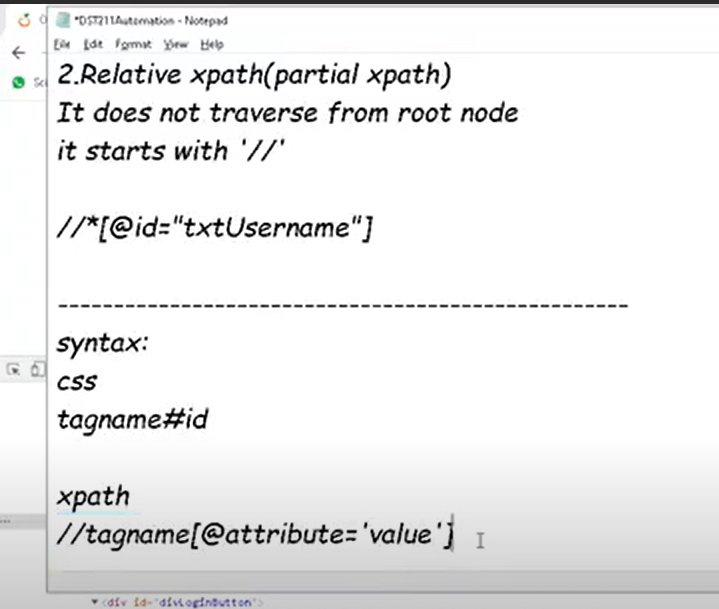 *DST211Automation - Notepad
File Edit Format View Help
2.Relative xpath(partial xpath)
It does not traverse from root node
it starts with '//'
//*[@id="txtUsername"]
---------------------------------------------------------
syntax:
css
tagname#id
xpath
//tagname[@attribute='value']
<div id="divLoginButton">